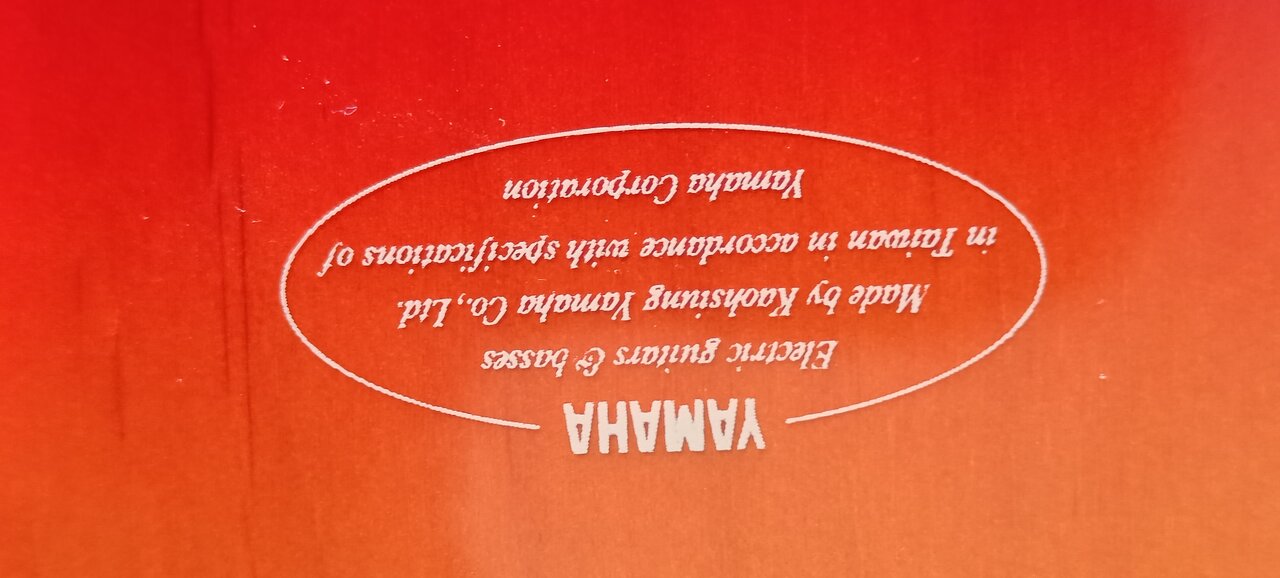 YAMAHA
Electric guitars & basses
Made by Kaohsiung Yamaha Co., Ltd.
in Taiwan in accordance with specifications of
Yamaha Corporation